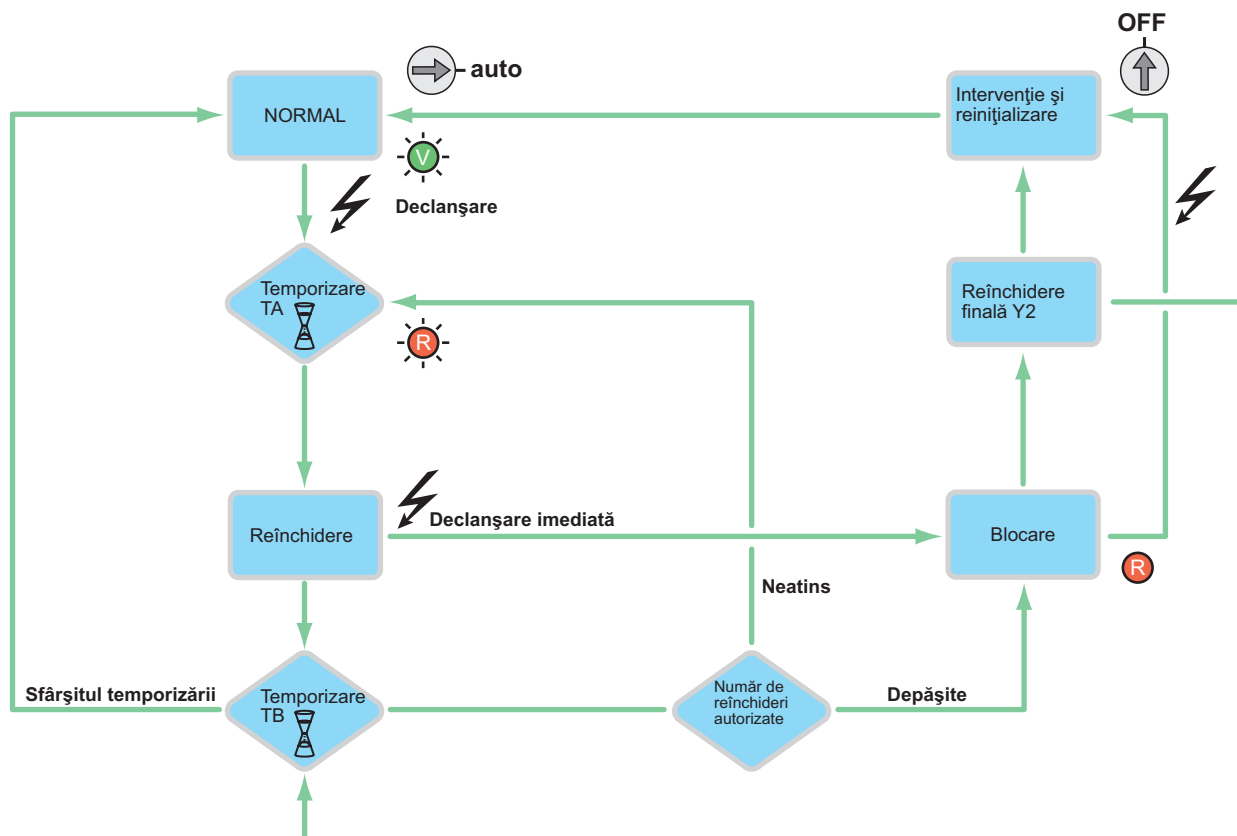 OFF
auto
NORMAL
Intervenţie şi
reiniţializare
V
Declanşare
Temporizare
TA
R
Reînchidere
finală Y2
Reînchidere
Declanşare imediată
Blocare
R
Neatins
Sfârşitul temporizării
Temporizare
TB
Număr de
reînchideri
autorizate
Depăşite